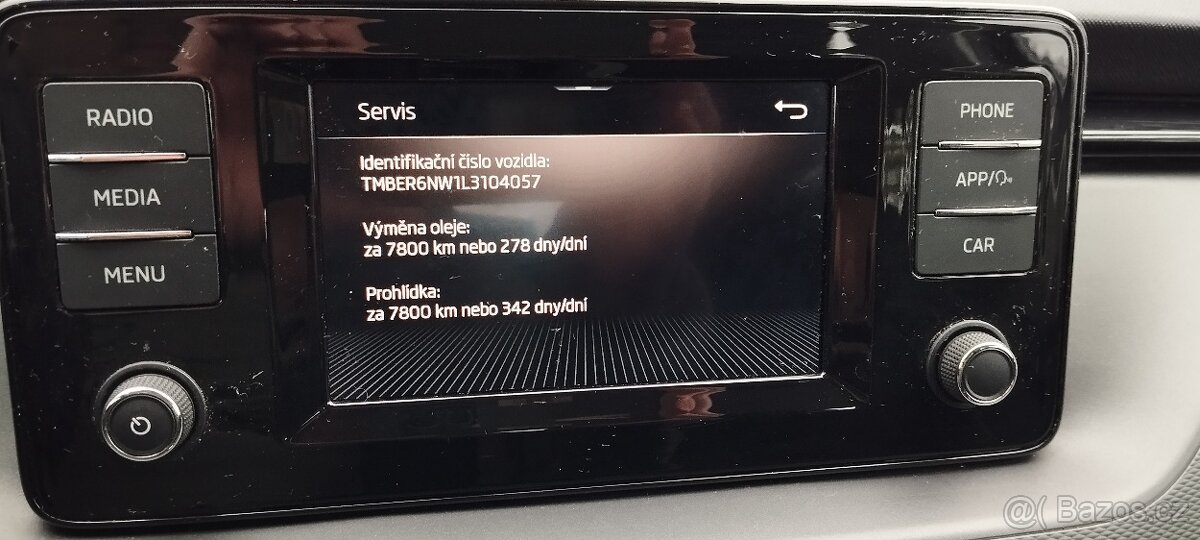 RADIO
MEDIA
MENU
Servis
Identifikační číslo vozidla:
TMBER6NW1L3104057
Výměna oleje:
za 7800 km nebo 278 dny/dní
Prohlídka:
za 7800 km nebo 342 dny/dní
PHONE
APP/
CAR
@( Bazos.cz